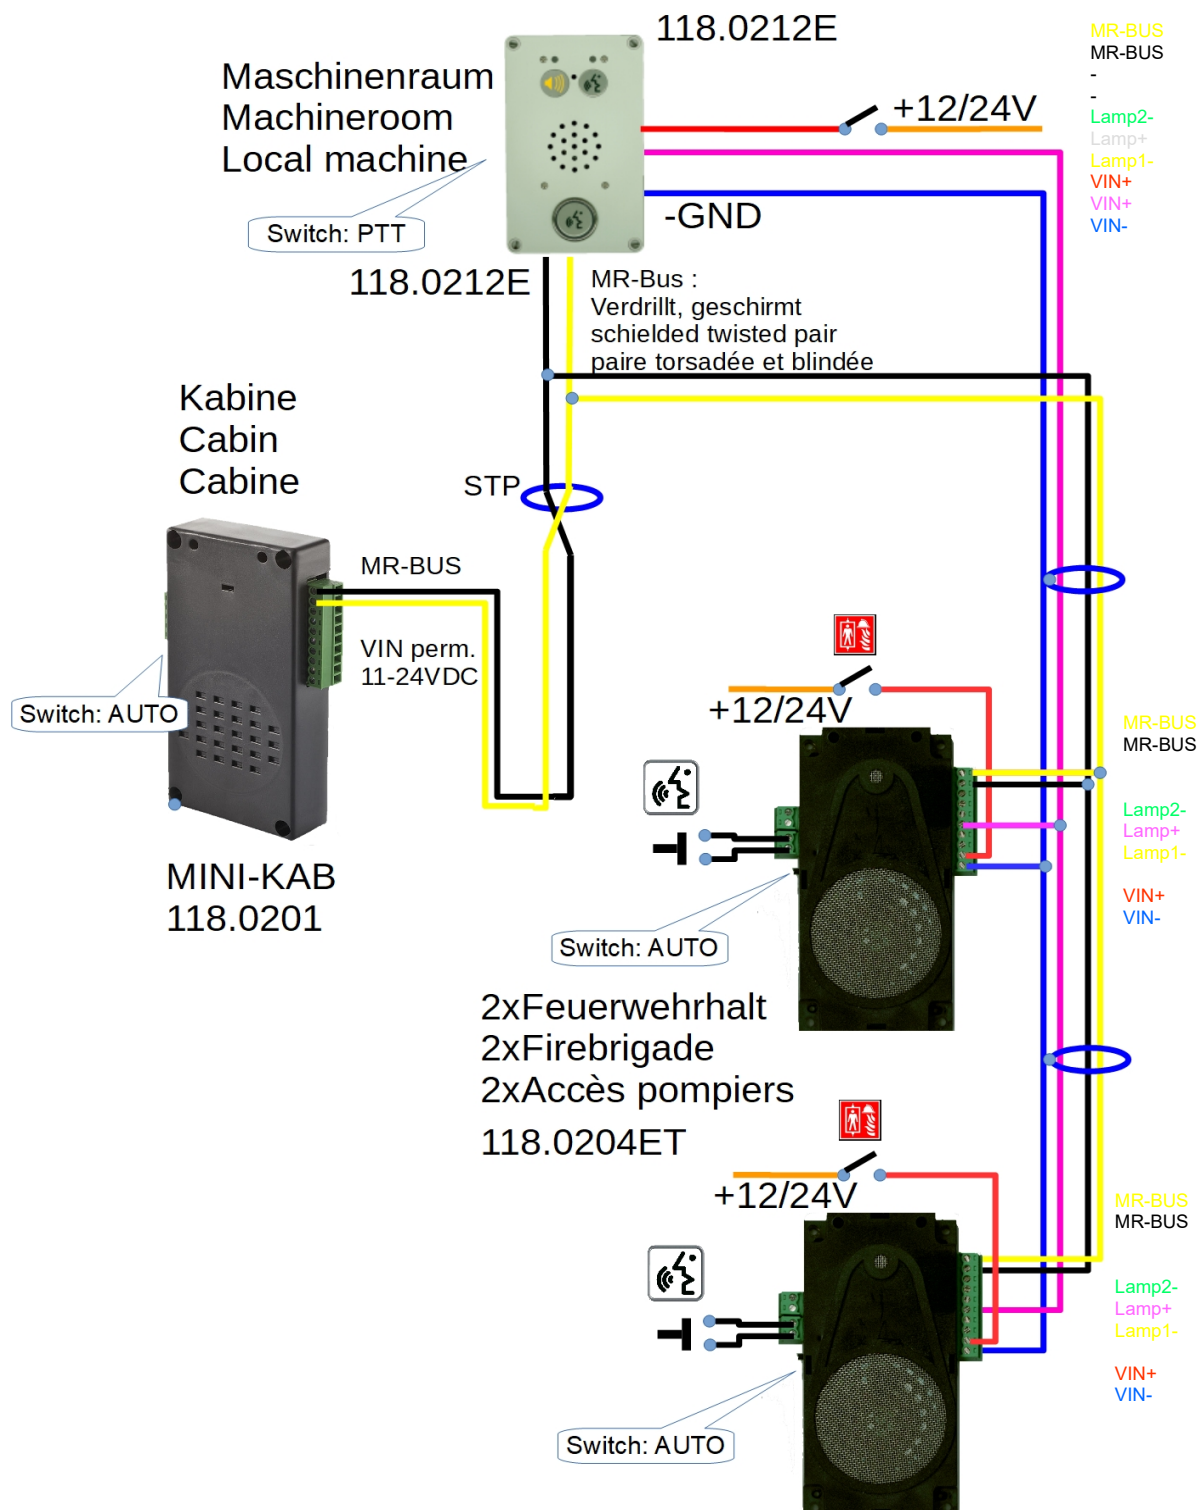 118.0212E
MR-BUS
MR-BUS
-
-
Lamp2-
Lamp+
Lamp1-
VIN+
VIN+
VIN-
Maschinenraum
Machineroom
Local machine
+12/24V
Switch: PTT
-GND
118.0212E
MR-Bus :
Verdrillt, geschirmt
schielded twisted pair
paire torsadée et blindée
Kabine
Cabin
Cabine
STP
MR-BUS
VIN perm.
11-24VDC
Switch: AUTO
MINI-KAB
118.0201
+12/24V
MR-BUS
MR-BUS
Lamp2-
Lamp+
Lamp1-
VIN+
VIN-
Switch: AUTO
2xFeuerwehrhalt
2xFirebrigade
2xAccès pompiers
118.0204ET
+12/24V
MR-BUS
MR-BUS
Lamp2-
Lamp+
Lamp1-
VIN+
VIN-
Switch: AUTO